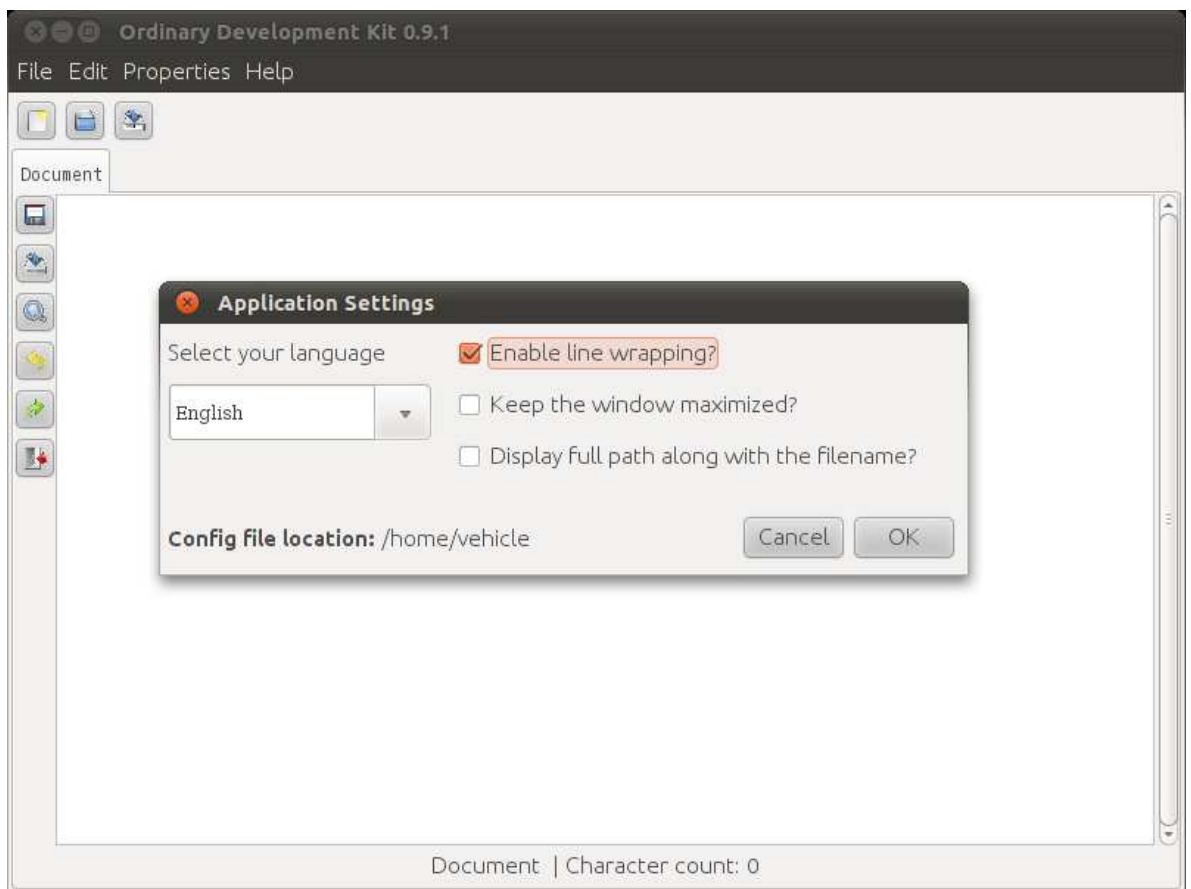 Ordinary Development Kit 0.9.1
File Edit Properties Help
Document
Application Settings
Select your language
Enable line wrapping?
English
Keep the window maximized?
Display full path along with the filename?
Config file location: /home/vehicle
Cancel OK
Document | Character count: 0